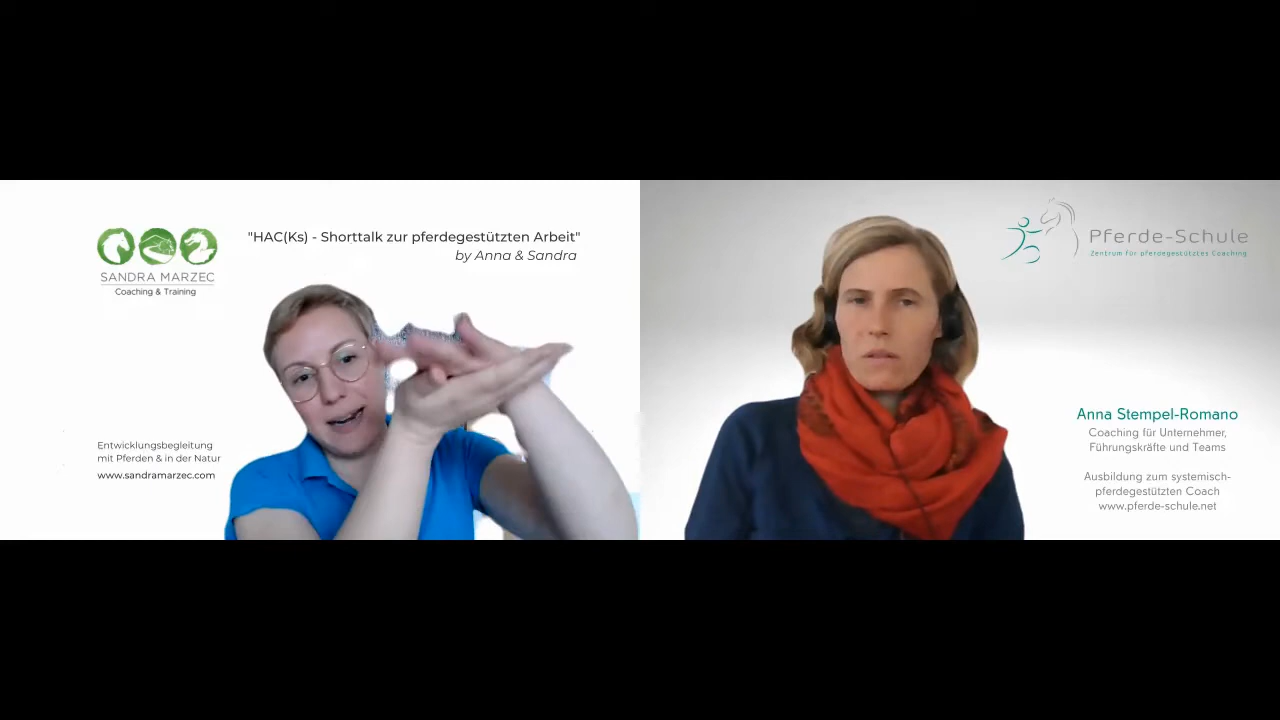 "HAC(Ks) - Shorttalk zur pferdegestützten Arbeit"
by Anna & Sandra
SANDRA MARZEC
Coaching & Training
Entwicklungsbegleitung
mit Pferden & in der Natur
www.sandramarzec.com
Pferde-Schule
Zentrum für pferdegestütztes Coaching
Anna Stempel-Romano
Coaching für Unternehmer,
Führungskräfte und Teams
Ausbildung zum systemisch-
pferdegestützten Coach
www.pferde-schule.net